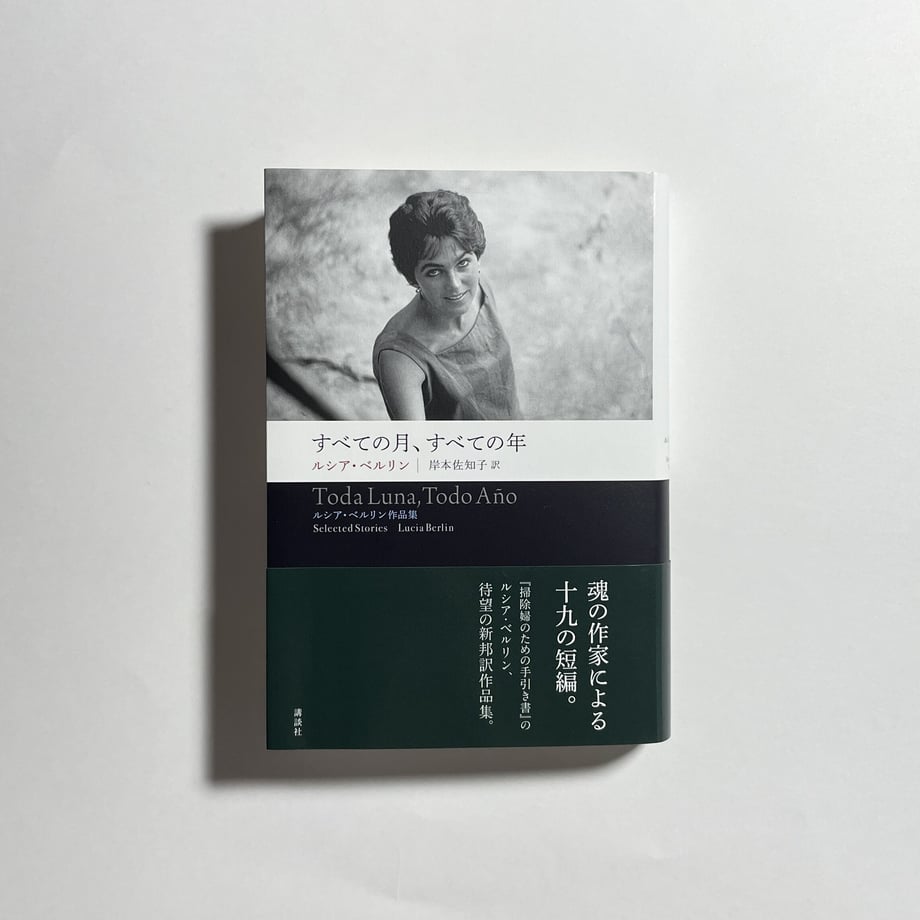 すべての月、すべての年
ルシア・ベルリン｜岸本佐知子 訳
Toda Luna, Todo Año
ルシア・ベルリン作品集
Selected Stories Lucia Berlin
魂の作家による
十九の短編。
『掃除婦のための手引き書』の
ルシア・ベルリン、
待望の新邦訳作品集。
講談社